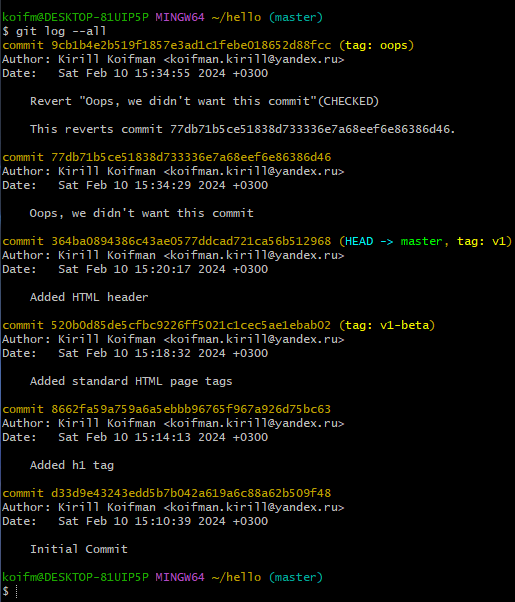 koifm@DESKTOP-81UIP5P MINGW64 ~/hello (master)
$ git log --all
commit 9cb1b4e2b519f1857e3ad1c1febe018652d88fcc (tag: oops)
Author: Kirill Koifman <koifman.kirill@yandex.ru>
Date:   Sat Feb 10 15:34:55 2024 +0300

    Revert "Oops, we didn't want this commit"(CHECKED)

    This reverts commit 77db71b5ce51838d733336e7a68eef6e86386d46.

commit 77db71b5ce51838d733336e7a68eef6e86386d46
Author: Kirill Koifman <koifman.kirill@yandex.ru>
Date:   Sat Feb 10 15:34:29 2024 +0300

    Oops, we didn't want this commit

commit 364ba0894386c43ae0577ddcad721ca56b512968 (HEAD -> master, tag: v1)
Author: Kirill Koifman <koifman.kirill@yandex.ru>
Date:   Sat Feb 10 15:20:17 2024 +0300

    Added HTML header

commit 520b0d85de5cfbc9226ff5021c1cec5ae1ebab02 (tag: v1-beta)
Author: Kirill Koifman <koifman.kirill@yandex.ru>
Date:   Sat Feb 10 15:18:32 2024 +0300

    Added standard HTML page tags

commit 8662fa59a759a6a5ebbb96765f967a926d75bc63
Author: Kirill Koifman <koifman.kirill@yandex.ru>
Date:   Sat Feb 10 15:14:13 2024 +0300

    Added h1 tag

commit d33d9e43243edd5b7b042a619a6c88a62b509f48
Author: Kirill Koifman <koifman.kirill@yandex.ru>
Date:   Sat Feb 10 15:10:39 2024 +0300

    Initial Commit

koifm@DESKTOP-81UIP5P MINGW64 ~/hello (master)
$